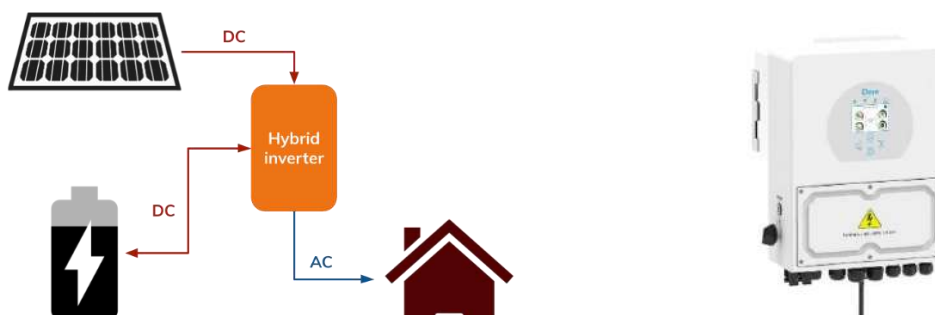 DC
Hybrid
inverter
DC
AC
Deye